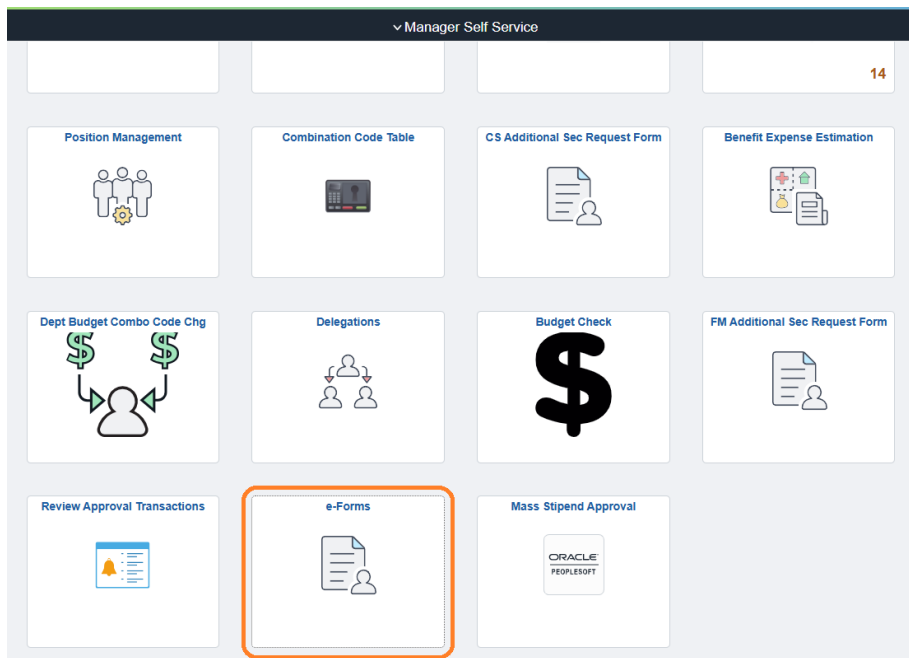 Manager Self Service
14
Position Management
Combination Code Table
CS Additional Sec Request Form
Benefit Expense Estimation
Dept Budget Combo Code Chg
Delegations
Budget Check
FM Additional Sec Request Form
Review Approval Transactions
e-Forms
Mass Stipend Approval
ORACLE
PEOPLESOFT